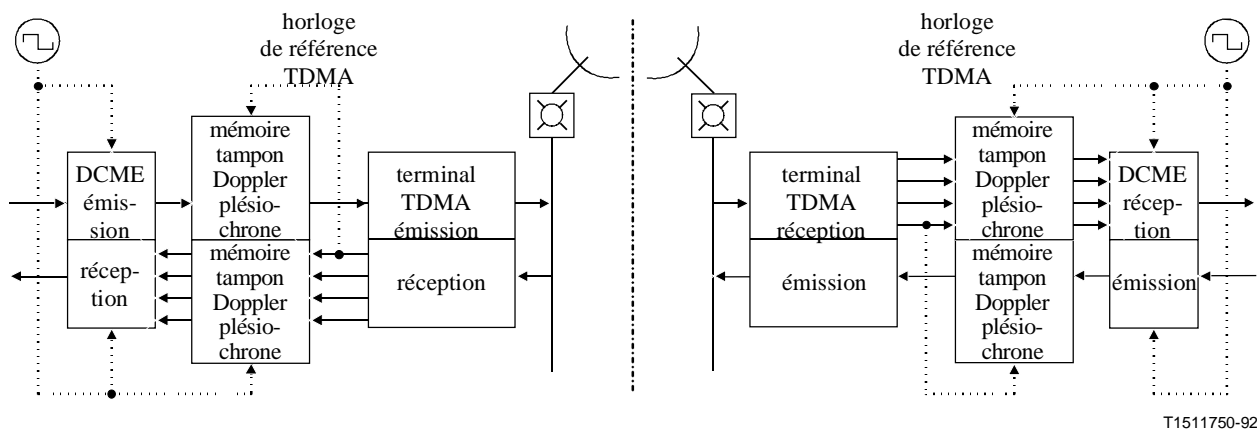 horloge
de référence
TDMA
DCME
émis-
sion
récep-
tion
mémoire
tampon
Doppler
plésio-
chrone
mémoire
tampon
Doppler
plésio-
chrone
terminal
TDMA
émission
réception
horloge
de référence
TDMA
terminal
TDMA
réception
émission
mémoire
tampon
Doppler
plésio-
chrone
mémoire
tampon
Doppler
plésio-
chrone
DCME
récep-
tion
émission
T1511750-92